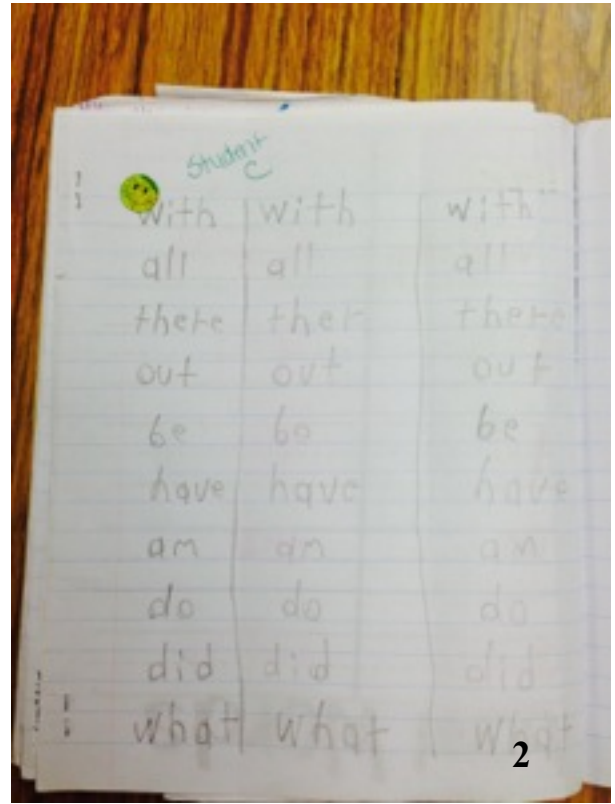 Student
C
with with with
all all all
there ther there
out out out
be be be
have have have
am am am
do do do
did did did
what what what
2